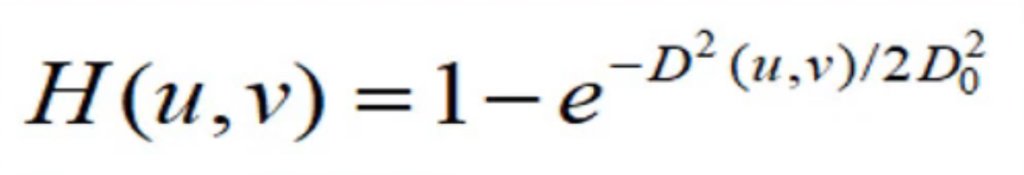 H(u,v) = 1 − e^{−D²(u,v)/2D₀²}